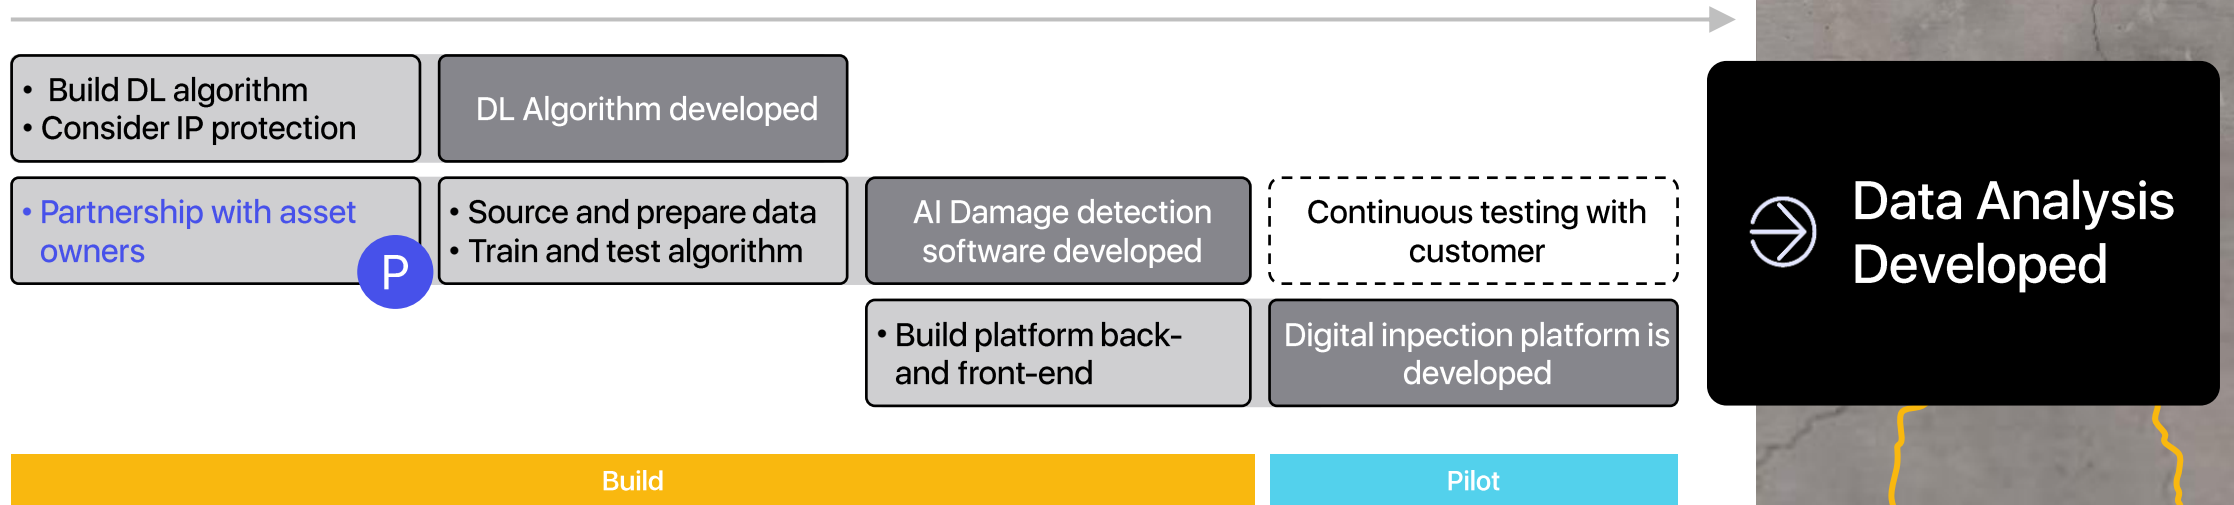 • Build DL algorithm
• Consider IP protection
DL Algorithm developed
• Partnership with asset
owners
P
• Source and prepare data
• Train and test algorithm
AI Damage detection
software developed
Continuous testing with
customer
• Build platform back-
and front-end
Digital inpection platform is
developed
Data Analysis
Developed
Build
Pilot